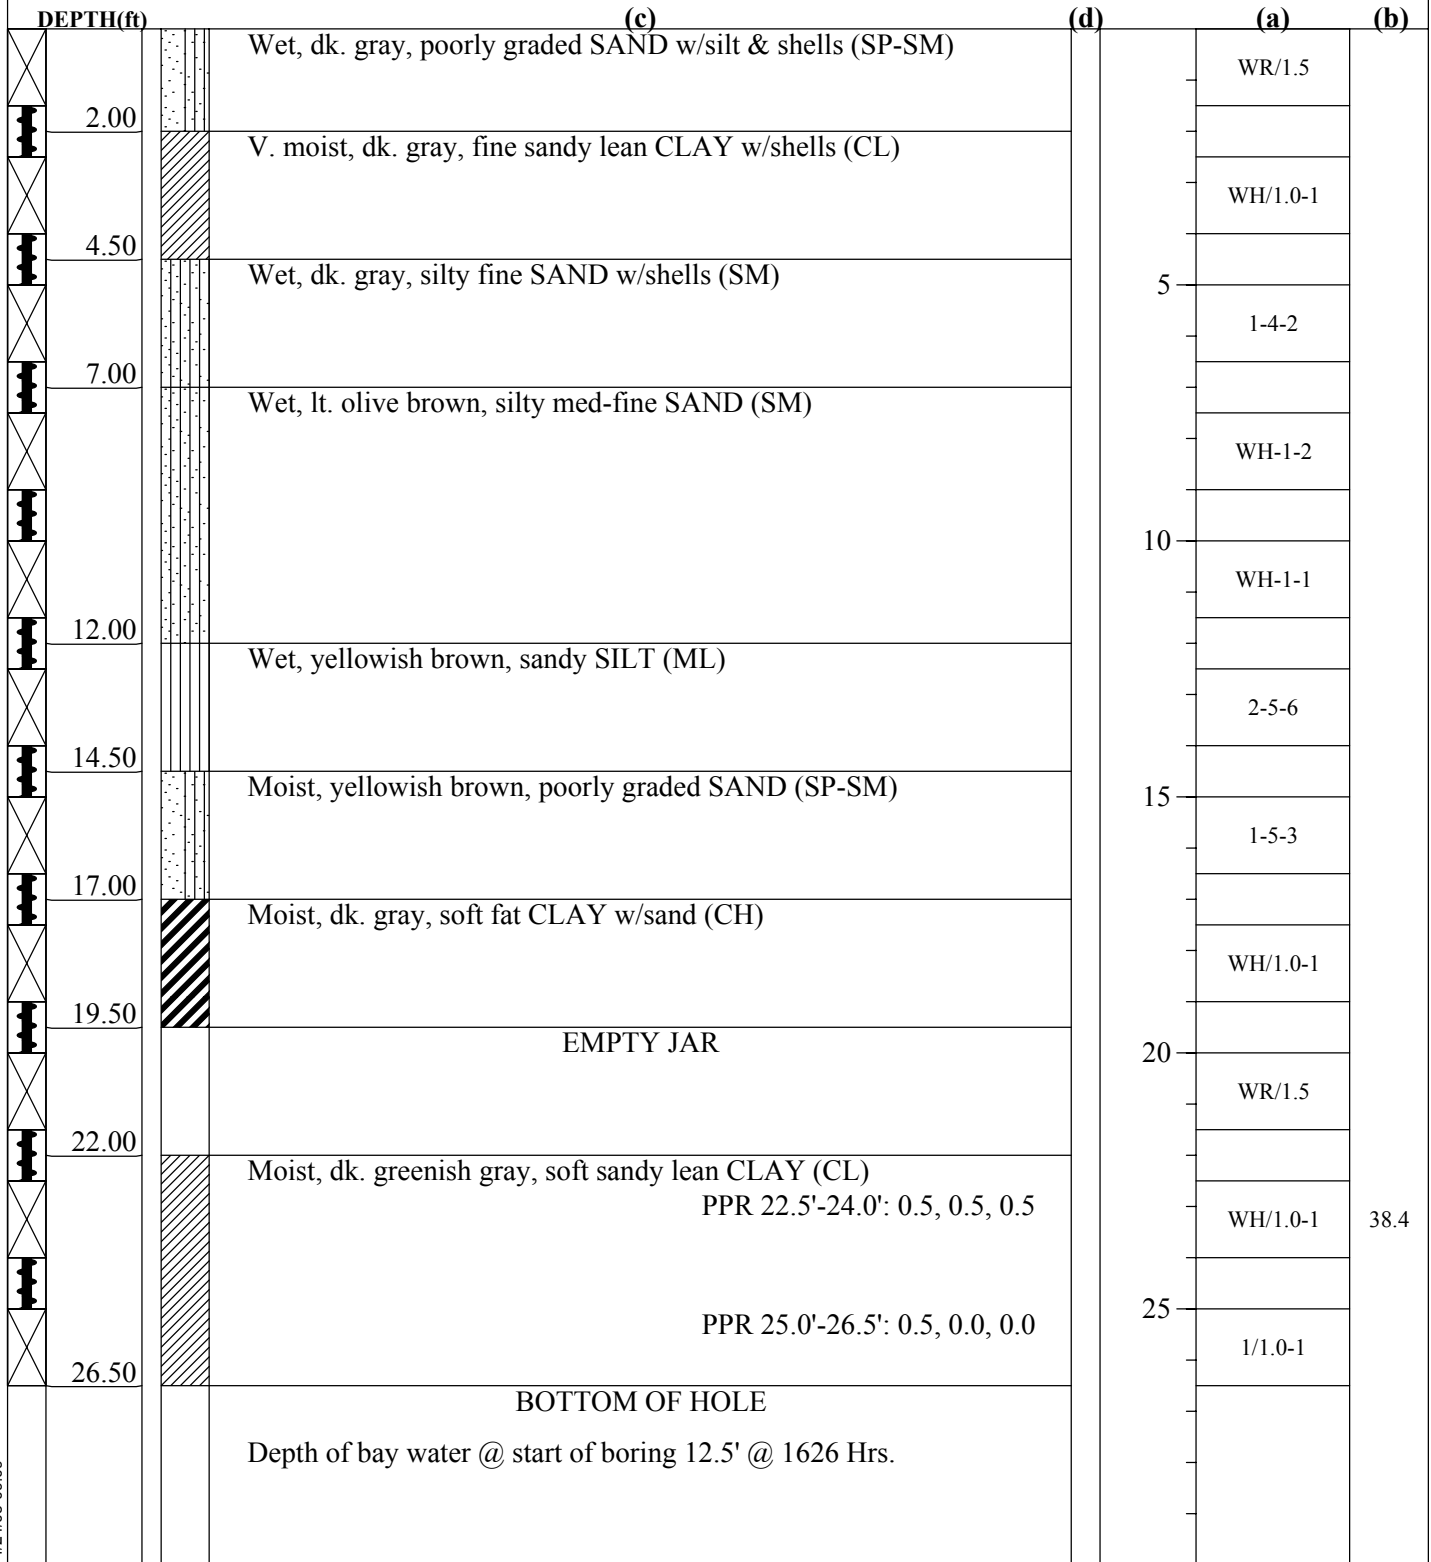 DEPTH(ft) (c) (d) (a) (b)
Wet, dk. gray, poorly graded SAND w/silt & shells (SP-SM)
WR/1.5
2.00
V. moist, dk. gray, fine sandy lean CLAY w/shells (CL)
WH/1.0-1
4.50
Wet, dk. gray, silty fine SAND w/shells (SM)
5
1-4-2
7.00
Wet, lt. olive brown, silty med-fine SAND (SM)
WH-1-2
10
WH-1-1
12.00
Wet, yellowish brown, sandy SILT (ML)
2-5-6
14.50
Moist, yellowish brown, poorly graded SAND (SP-SM)
15
1-5-3
17.00
Moist, dk. gray, soft fat CLAY w/sand (CH)
WH/1.0-1
19.50
EMPTY JAR
20
WR/1.5
22.00
Moist, dk. greenish gray, soft sandy lean CLAY (CL)
PPR 22.5'-24.0': 0.5, 0.5, 0.5
WH/1.0-1 38.4
25
PPR 25.0'-26.5': 0.5, 0.0, 0.0
1/1.0-1
26.50
BOTTOM OF HOLE
Depth of bay water @ start of boring 12.5' @ 1626 Hrs.